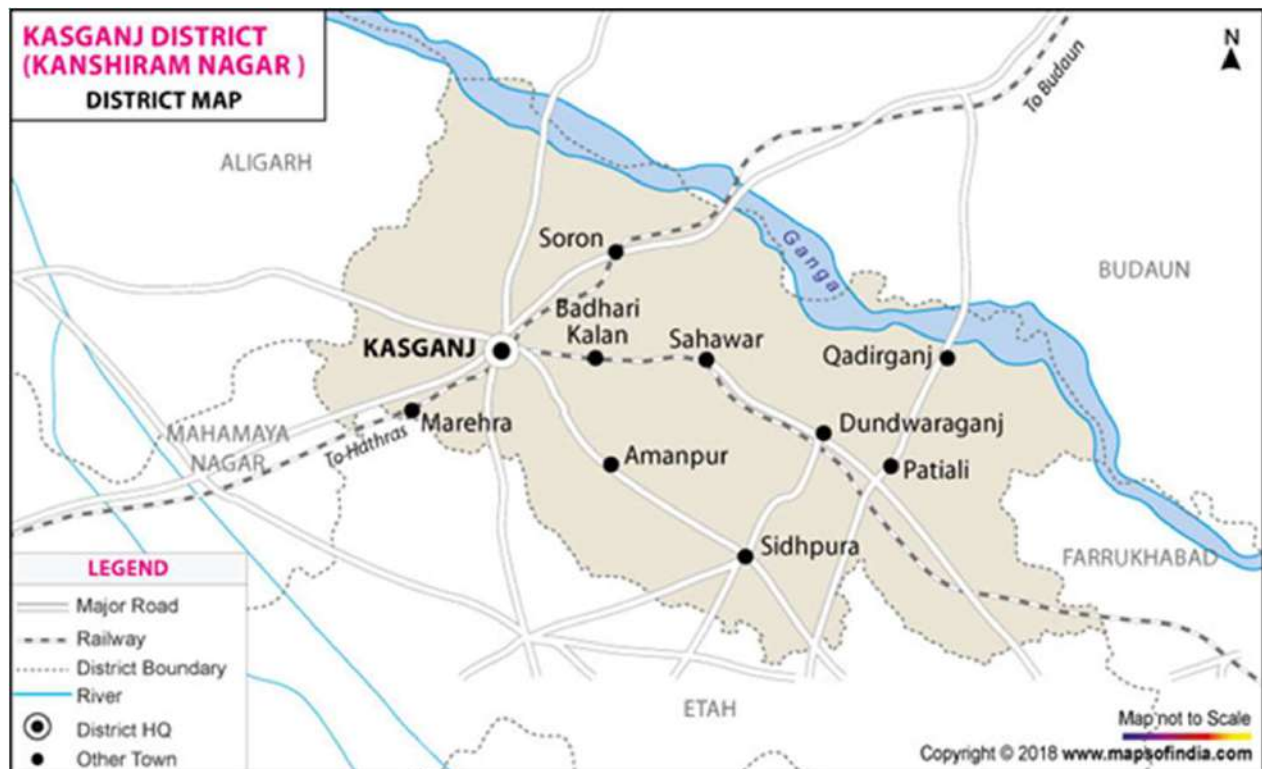 KASGANJ DISTRICT
(KANSHIRAM NAGAR )
DISTRICT MAP
N
To Budaun
ALIGARH
Soron
Ganga
BUDAUN
Badhari
Kalan
KASGANJ
Sahawar
Qadirganj
Marehra
Dundwaraganj
MAHAMAYA
NAGAR
To Hathras
Amanpur
Patiali
Sidhpura
FARRUKHABAD
LEGEND
Major Road
Railway
District Boundary
River
District HQ
Other Town
ETAH
Map not to Scale
Copyright © 2018 www.mapsofindia.com